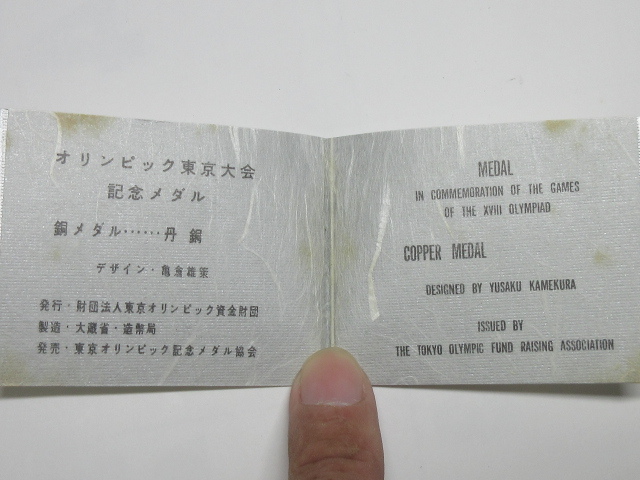 オリンピック東京大会
記念メダル
銅メダル……丹銅
デザイン・亀倉雄策
発行・財団法人東京オリンピック資金財団
製造・大蔵省・造幣局
発売・東京オリンピック記念メダル協会
MEDAL
IN COMMEMORATION OF THE GAMES
OF THE XVIII OLYMPIAD
COPPER MEDAL
DESIGNED BY YUSAKU KAMEKURA
ISSUED BY
THE TOKYO OLYMPIC FUND RAISING ASSOCIATION